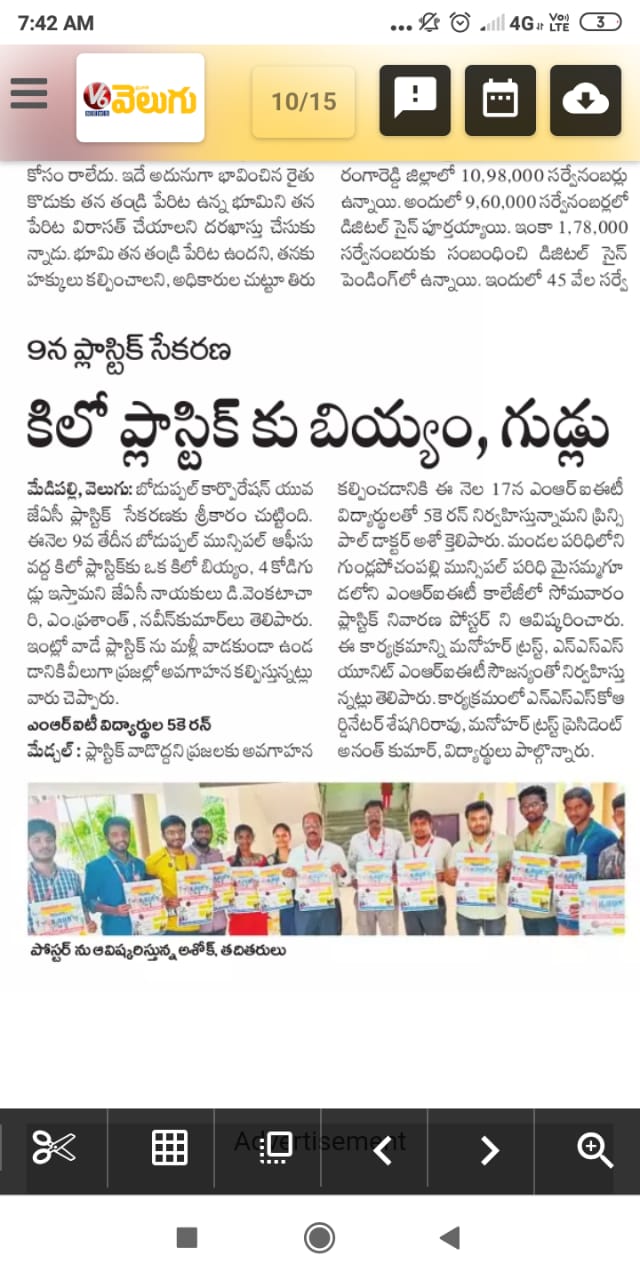 7:42 AM
4G
Vo)) LTE
3
V6 NEWS వెలుగు
10/15
కోసం రాలేదు. ఇదే అదునుగా భావించిన రైతు
కొడుకు తన తండ్రి పేరిట ఉన్న భూమిని తన
పేరిట విరాసత్ చేయాలని దరఖాస్తు చేసుకు
న్నాడు. భూమి తన తండ్రి పేరిట ఉందని, తనకు
హక్కులు కల్పించాలని, అధికారుల చుట్టూ తిరు
రంగారెడ్డి జిల్లాలో 10,98,000 సర్వేనంబర్లు
ఉన్నాయి. అందులో 9,60,000 సర్వేనంబర్లలో
డిజిటల్ సైన్ పూర్తయ్యాయి. ఇంకా 1,78,000
సర్వేనంబరుకు సంబంధించి డిజిటల్ సైన్
పెండింగ్‌లో ఉన్నాయి. ఇందులో 45 వేల సర్వే
9న ప్లాస్టిక్ సేకరణ
కిలో ప్లాస్టిక్ కు బియ్యం, గుడ్లు
మేడిపల్లి, వెలుగు: బోడుప్పల్ కార్పొరేషన్ యువ
జేఏసీ ప్లాస్టిక్ సేకరణకు శ్రీకారం చుట్టింది.
ఈనెల 9వ తేదీన బోడుప్పల్ మున్సిపల్ ఆఫీసు
వద్ద కిలో ప్లాస్టిక్‌కు ఒక కిలో బియ్యం, 4 కోడిగు
డ్లు ఇస్తామని జేఏసీ నాయకులు డి.వెంకటాచా
రి, ఎం.ప్రశాంత్, నవీన్‌కుమార్‌లు తెలిపారు.
ఇంట్లో వాడే ప్లాస్టిక్ ను మళ్లీ వాడకుండా ఉండ
డానికి వీలుగా ప్రజల్లో అవగాహన కల్పిస్తున్నట్లు
వారు చెప్పారు.
ఎంఆర్ఐటీ విద్యార్థుల 5కె రన్
మేడ్చల్ : ప్లాస్టిక్ వాడొద్దని ప్రజలకు అవగాహన
కల్పించడానికి ఈ నెల 17న ఎంఆర్ఐఈటీ
విద్యార్థులతో 5కె రన్ నిర్వహిస్తున్నామని ప్రిన్సి
పాల్ డాక్టర్ అశోక్ తెలిపారు. మండల పరిధిలోని
గుండ్లపోచంపల్లి మున్సిపల్ పరిధి మైసమ్మగూ
డలోని ఎంఆర్ఐఈటీ కాలేజీలో సోమవారం
ప్లాస్టిక్ నివారణ పోస్టర్ ని ఆవిష్కరించారు.
ఈ కార్యక్రమాన్ని మనోహర్ ట్రస్ట్, ఎన్ఎస్ఎస్
యూనిట్ ఎంఆర్ఐఈటీ సౌజన్యంతో నిర్వహిస్తు
న్నట్లు తెలిపారు. కార్యక్రమంలో ఎన్ఎస్ఎస్ కోఆ
ర్డినేటర్ శేషగిరిరావు, మనోహర్ ట్రస్ట్ ప్రెసిడెంట్
అనంత్ కుమార్, విద్యార్థులు పాల్గొన్నారు.
పోస్టర్ ను ఆవిష్కరిస్తున్న అశోక్, తదితరులు
Advertisement